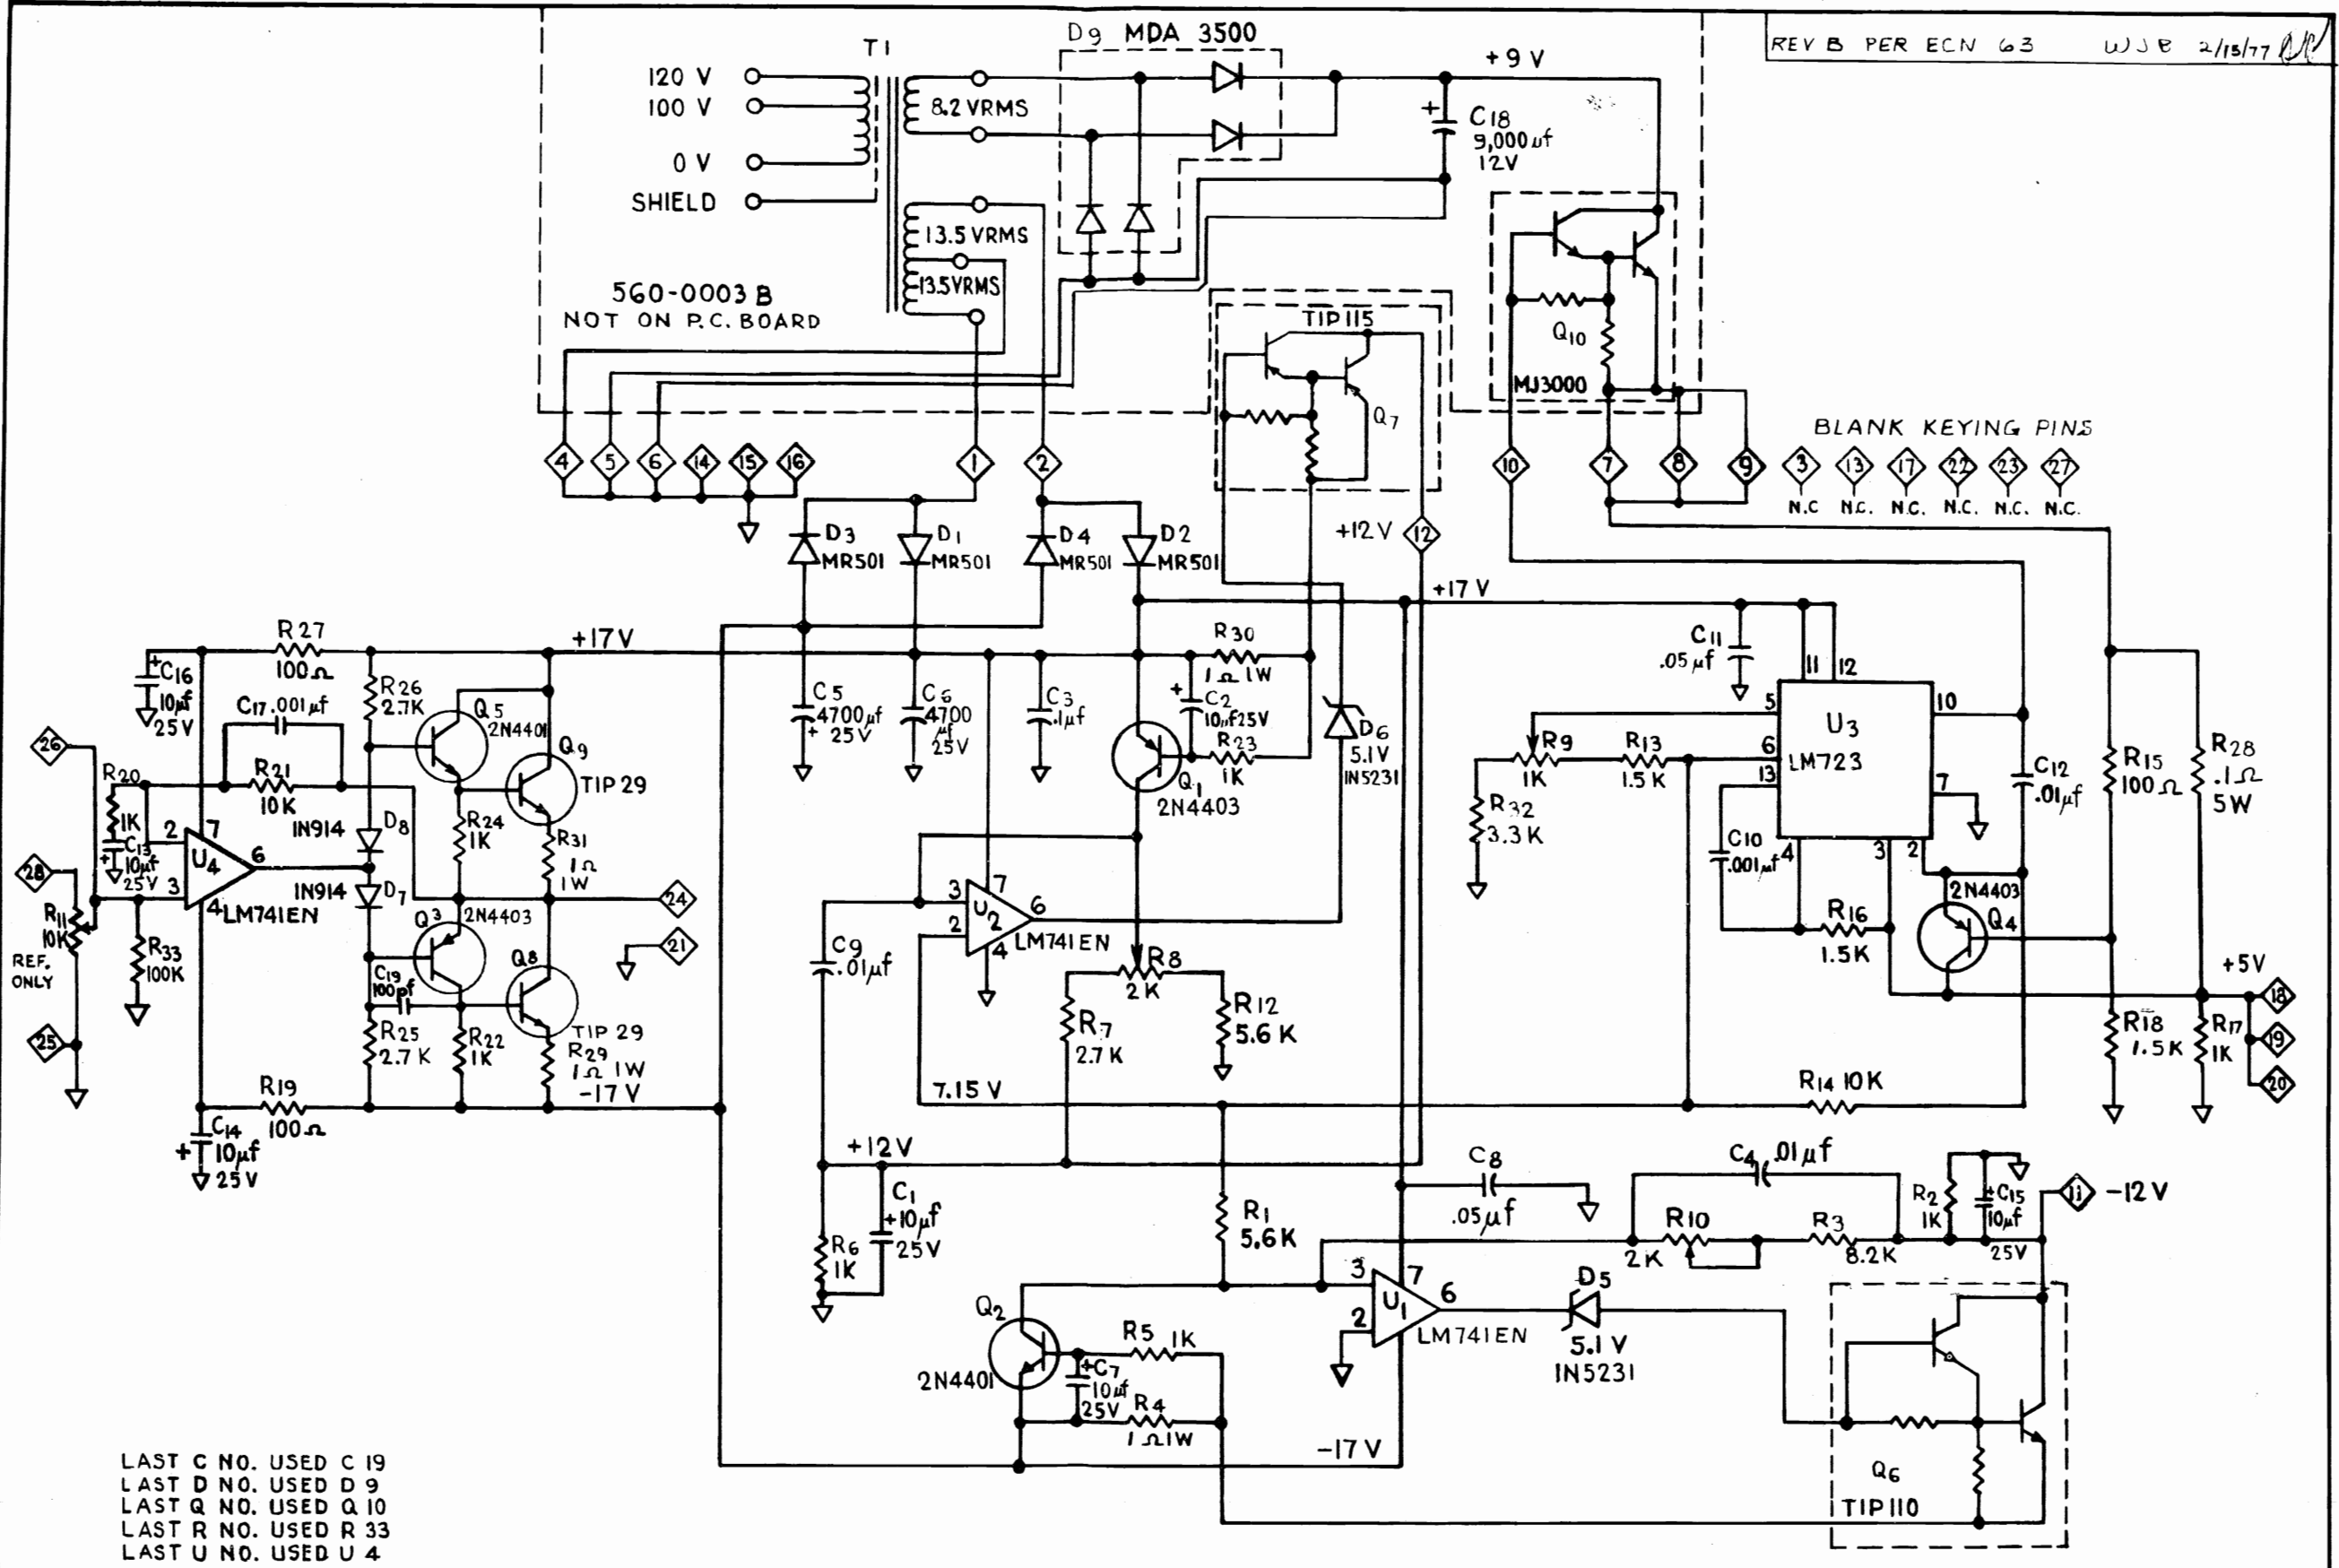 REV B PER ECN 63 WJB 2/15/77
T1
120 V
100 V
0 V
SHIELD
8.2 VRMS
13.5 VRMS
13.5VRMS
D9 MDA 3500
+9 V
C18
9,000 uf
12V
+
560-0003 B
NOT ON P.C. BOARD
TIP115
Q7
Q10
MJ3000
BLANK KEYING PINS
4
5
6
14
15
16
1
2
10
7
8
9
3
13
17
22
23
27
N.C
N.C.
N.C.
N.C.
N.C.
N.C.
+12 V
12
D3
MR501
D1
MR501
D4
MR501
D2
MR501
+17 V
R27
100Ω
+17 V
+
C16
10μf
25V
R26
2.7K
C17 .001μf
Q5
2N4401
Q9
TIP 29
26
R20
1K
R21
10K
C13
+
10μf
25V
IN914
D8
R24
1K
R31
1Ω
1W
2
7
U4
6
3
4
LM741EN
IN914
D7
28
R11
10K
REF.
ONLY
R33
100K
25
Q3
2N4403
24
21
C19
100pf
Q8
TIP 29
R25
2.7 K
R22
1K
R29
1Ω 1W
-17 V
R19
100Ω
C14
+
10μf
25V
C5
4700μf
+ 25V
C6
4700
μf
25V
C3
.1μf
R30
1Ω 1W
+
C2
10μf25V
R23
1K
Q1
2N4403
D6
5.1V
IN5231
3
7
U2
6
2
4
LM741EN
C9
.01μf
R8
2K
R7
2.7K
R12
5.6 K
7.15 V
+12V
C1
+10μf
25V
R6
1K
R1
5.6K
C11
.05μf
11
12
5
10
U3
LM723
6
13
7
4
3
2
R9
1K
R13
1.5 K
R32
3.3 K
C10
.001μf
R16
1.5K
C12
.01μf
2N4403
Q4
R15
100Ω
R28
.1Ω
5W
+5V
18
19
20
R18
1.5K
R17
1K
R14 10K
C8
.05μf
C4 .01μf
R10
2K
R3
8.2K
R2
1K
+
C15
10μf
25V
11
-12 V
3
7
U1
6
2
LM741EN
D5
5.1 V
IN5231
Q2
2N4401
R5 1K
+C7
10μf
25V
R4
1Ω1W
-17 V
Q6
TIP110
LAST C NO. USED C 19
LAST D NO. USED D 9
LAST Q NO. USED Q 10
LAST R NO. USED R 33
LAST U NO. USED U 4